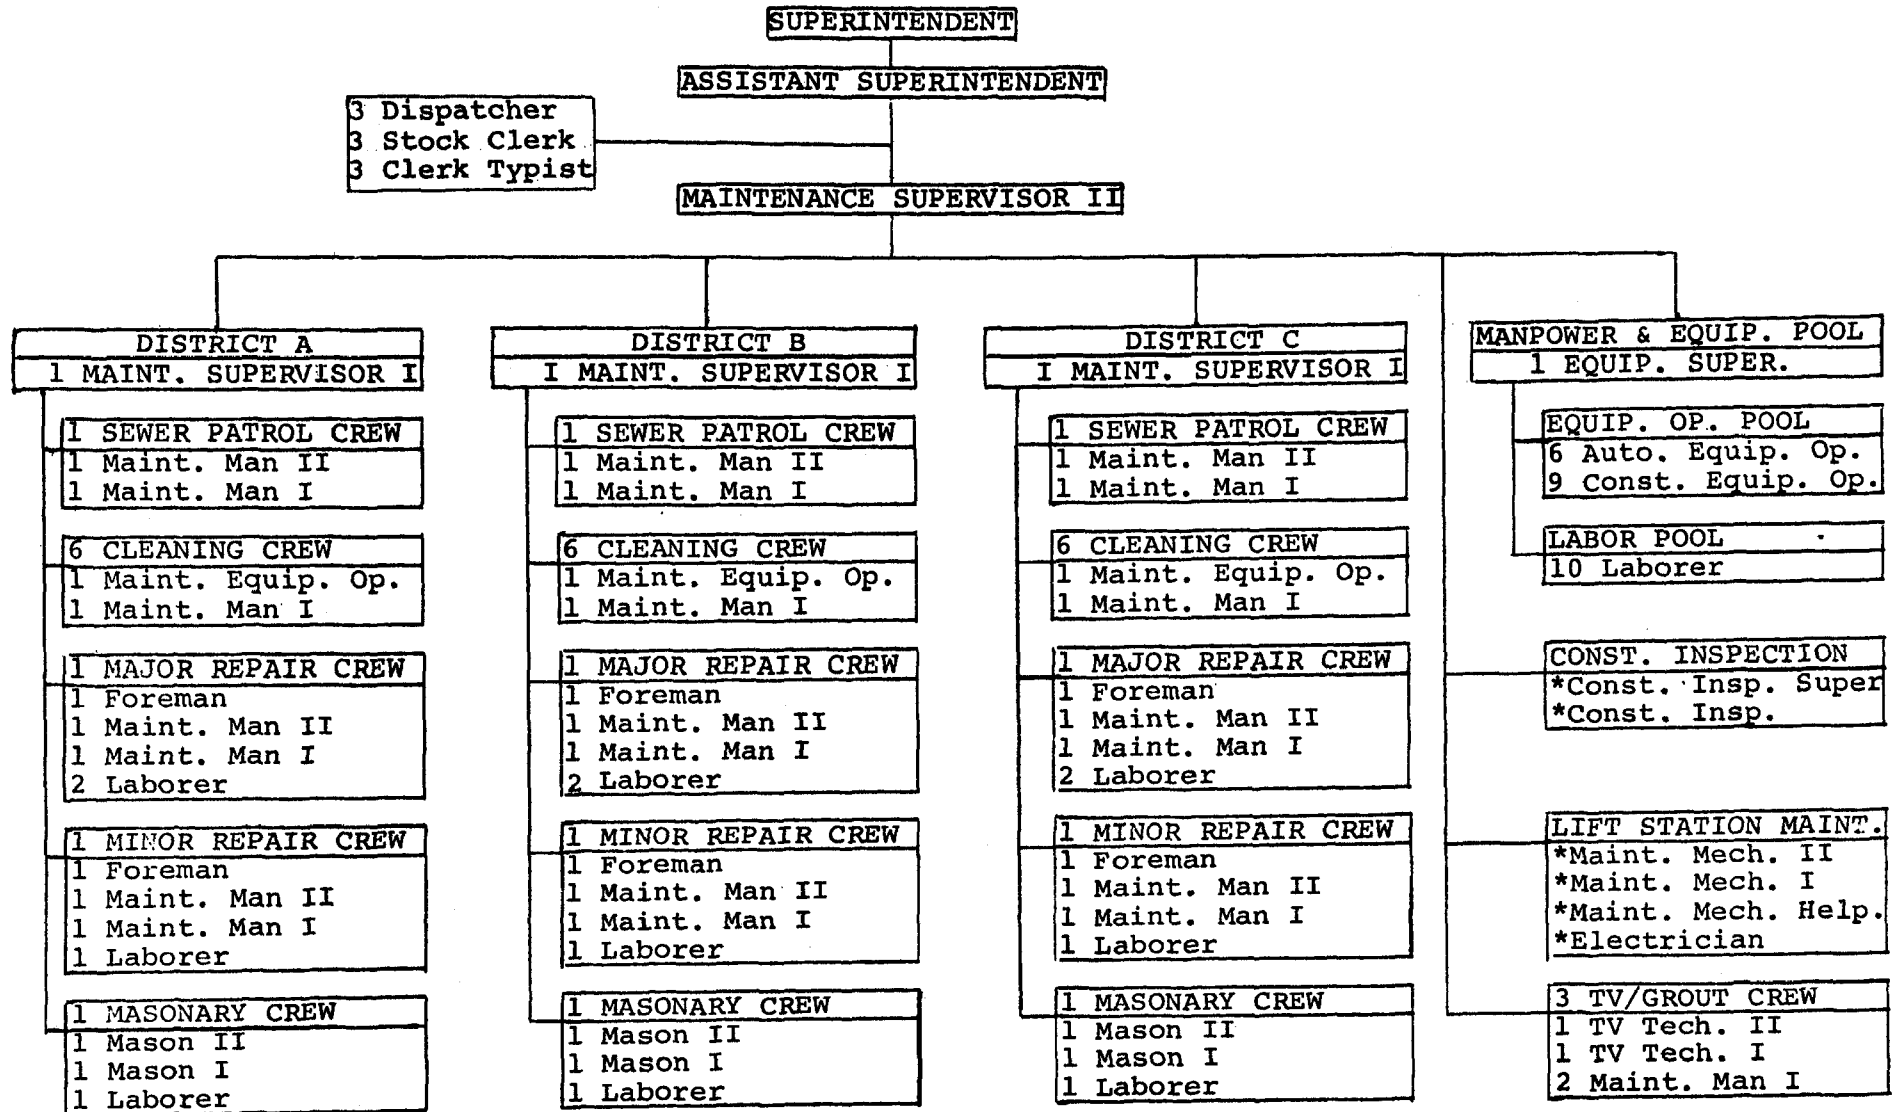 SUPERINTENDENT
ASSISTANT SUPERINTENDENT
3 Dispatcher
3 Stock Clerk
3 Clerk Typist
MAINTENANCE SUPERVISOR II
DISTRICT A
1 MAINT. SUPERVISOR I
1 SEWER PATROL CREW
1 Maint. Man II
1 Maint. Man I
6 CLEANING CREW
1 Maint. Equip. Op.
1 Maint. Man I
1 MAJOR REPAIR CREW
1 Foreman
1 Maint. Man II
1 Maint. Man I
2 Laborer
1 MINOR REPAIR CREW
1 Foreman
1 Maint. Man II
1 Maint. Man I
1 Laborer
1 MASONARY CREW
1 Mason II
1 Mason I
1 Laborer
DISTRICT B
I MAINT. SUPERVISOR I
1 SEWER PATROL CREW
1 Maint. Man II
1 Maint. Man I
6 CLEANING CREW
1 Maint. Equip. Op.
1 Maint. Man I
1 MAJOR REPAIR CREW
1 Foreman
1 Maint. Man II
1 Maint. Man I
2 Laborer
1 MINOR REPAIR CREW
1 Foreman
1 Maint. Man II
1 Maint. Man I
1 Laborer
1 MASONARY CREW
1 Mason II
1 Mason I
1 Laborer
DISTRICT C
I MAINT. SUPERVISOR I
1 SEWER PATROL CREW
1 Maint. Man II
1 Maint. Man I
6 CLEANING CREW
1 Maint. Equip. Op.
1 Maint. Man I
1 MAJOR REPAIR CREW
1 Foreman
1 Maint. Man II
1 Maint. Man I
2 Laborer
1 MINOR REPAIR CREW
1 Foreman
1 Maint. Man II
1 Maint. Man I
1 Laborer
1 MASONARY CREW
1 Mason II
1 Mason I
1 Laborer
MANPOWER & EQUIP. POOL
1 EQUIP. SUPER.
EQUIP. OP. POOL
6 Auto. Equip. Op.
9 Const. Equip. Op.
LABOR POOL
10 Laborer
CONST. INSPECTION
*Const. Insp. Super
*Const. Insp.
LIFT STATION MAINT.
*Maint. Mech. II
*Maint. Mech. I
*Maint. Mech. Help.
*Electrician
3 TV/GROUT CREW
1 TV Tech. II
1 TV Tech. I
2 Maint. Man I